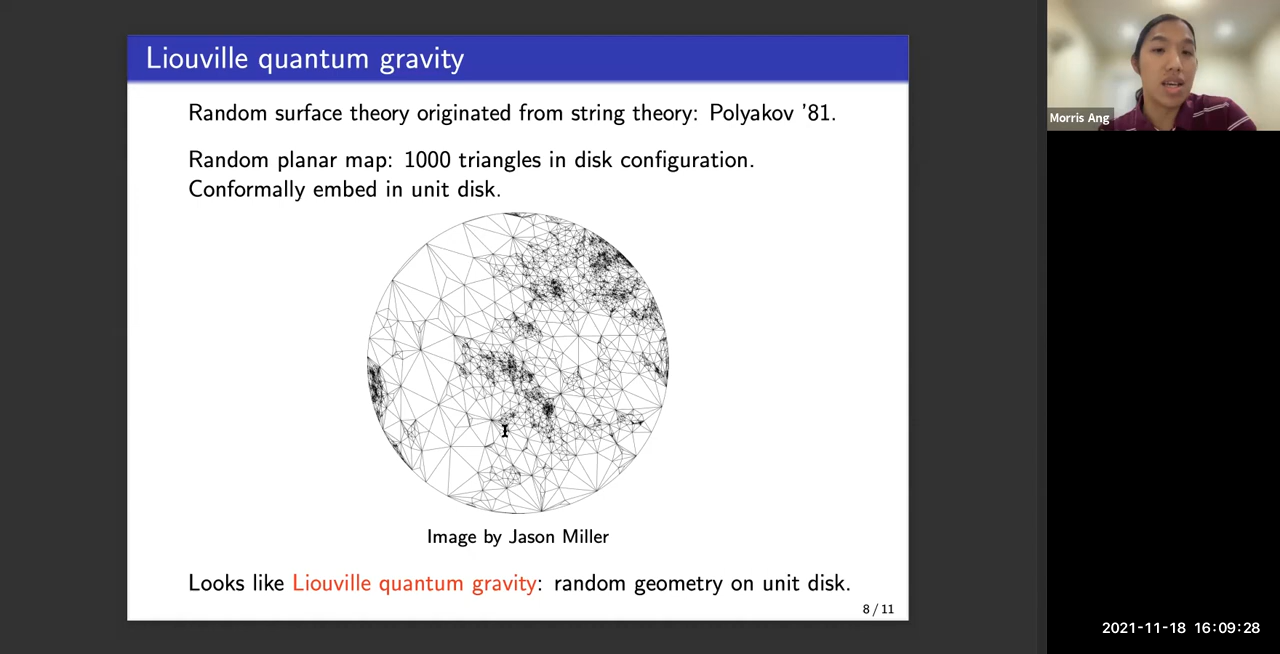 Liouville quantum gravity
Random surface theory originated from string theory: Polyakov '81.
Random planar map: 1000 triangles in disk configuration.
Conformally embed in unit disk.
Image by Jason Miller
Looks like Liouville quantum gravity: random geometry on unit disk.
8 / 11
Morris Ang
2021-11-18 16:09:28